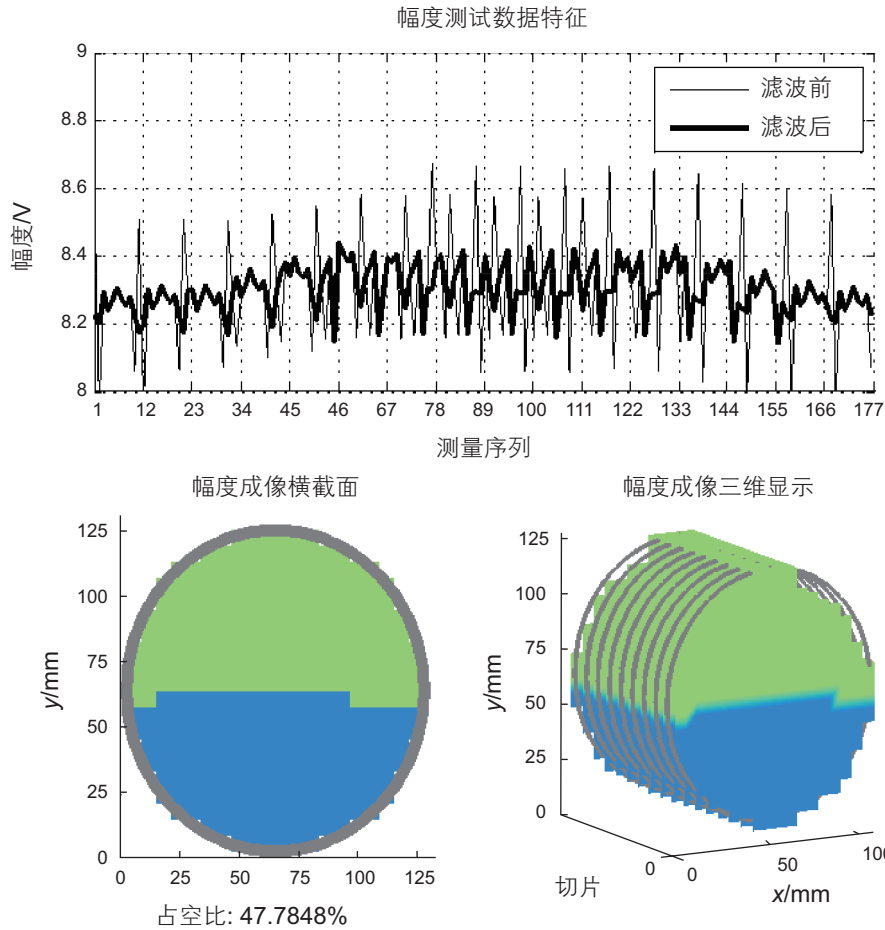 幅度测试数据特征
9
8.8
8.6
8.4
8.2
8
幅度/V
滤波前
滤波后
1 12 23 34 45 46 67 78 89 100 111 122 133 144 155 166 177
测量序列
幅度成像横截面
125
100
75
50
25
0
y/mm
0 25 50 75 100 125
占空比: 47.7848%
幅度成像三维显示
125
100
75
50
25
0
y/mm
切片
0
0 50 100
x/mm